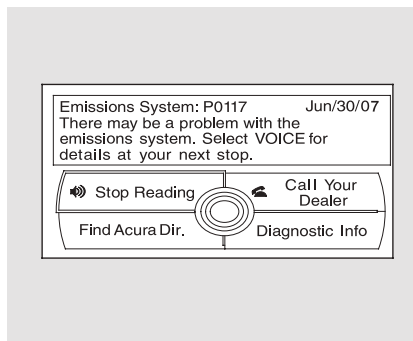 Emissions System: P0117 Jun/30/07
There may be a problem with the
emissions system. Select VOICE for
details at your next stop.
Stop Reading
Call Your
Dealer
Find Acura Dir.
Diagnostic Info